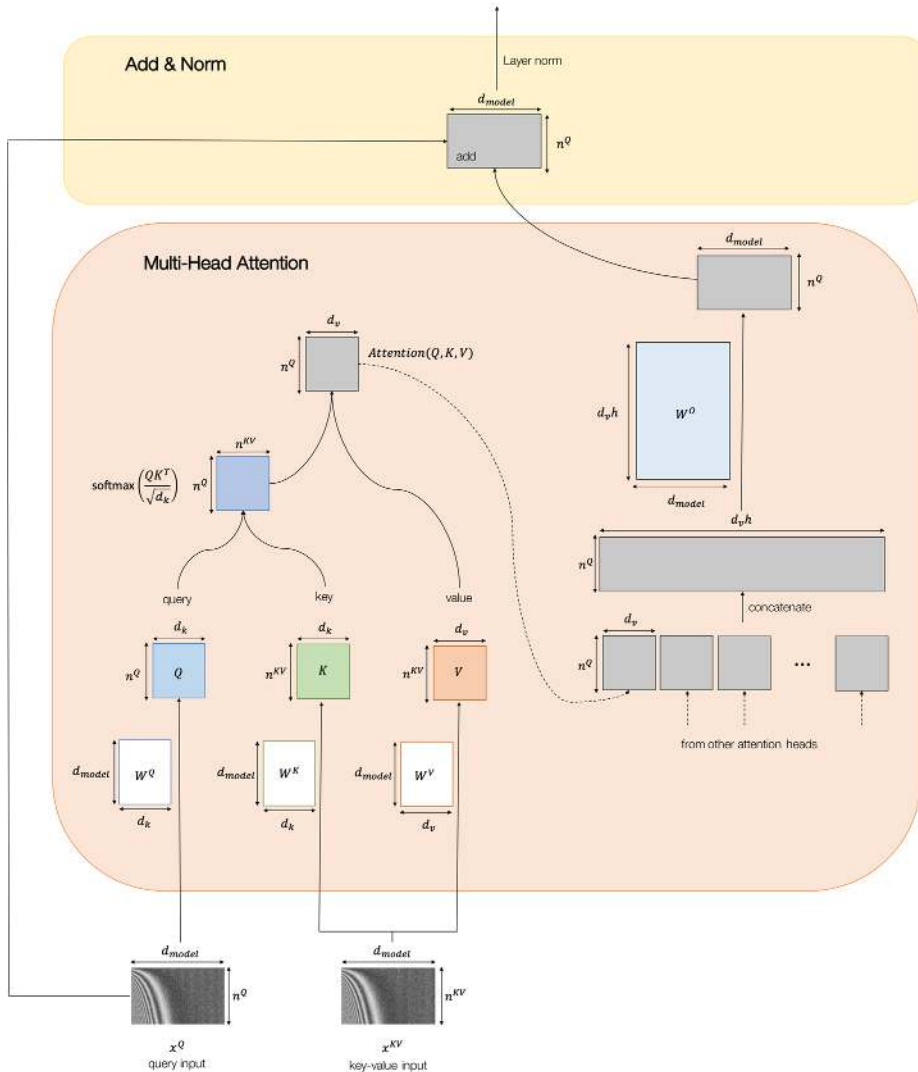 Layer norm
Add & Norm
d_model
n^Q
add
Multi-Head Attention
d_model
n^Q
d_v
n^Q
Attention(Q, K, V)
d_v h
W^O
d_model
n^KV
softmax(QK^T / √d_k)
n^Q
d_v h
n^Q
concatenate
query
key
value
d_k
n^Q
Q
d_k
n^KV
K
d_v
n^KV
V
d_v
n^Q
...
from other attention heads
d_model
W^Q
d_k
d_model
W^K
d_k
d_model
W^V
d_v
d_model
n^Q
d_model
n^KV
x^Q
query input
x^KV
key-value input